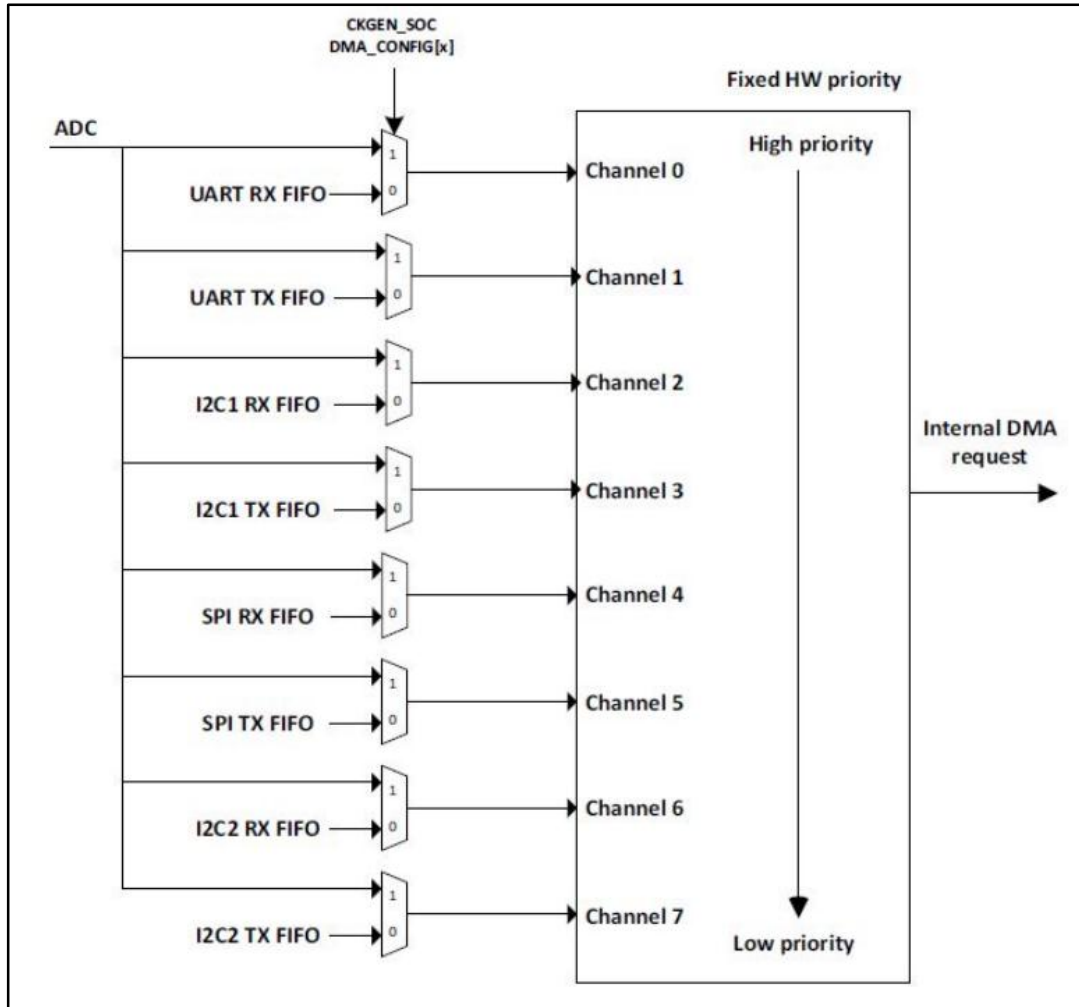 CKGEN_SOC
DMA_CONFIG[x]
Fixed HW priority
ADC
High priority
1
Channel 0
UART RX FIFO
0
1
Channel 1
UART TX FIFO
0
1
Channel 2
I2C1 RX FIFO
0
Internal DMA
request
1
Channel 3
I2C1 TX FIFO
0
1
Channel 4
SPI RX FIFO
0
1
Channel 5
SPI TX FIFO
0
1
Channel 6
I2C2 RX FIFO
0
1
Channel 7
I2C2 TX FIFO
0
Low priority